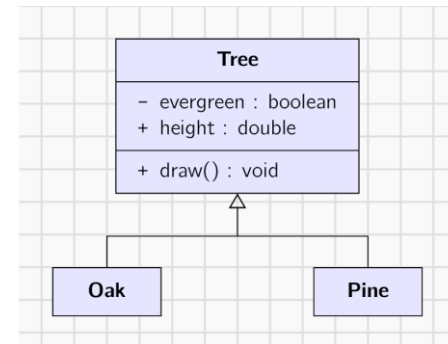 Tree
- evergreen : boolean
+ height : double
+ draw() : void
Oak
Pine